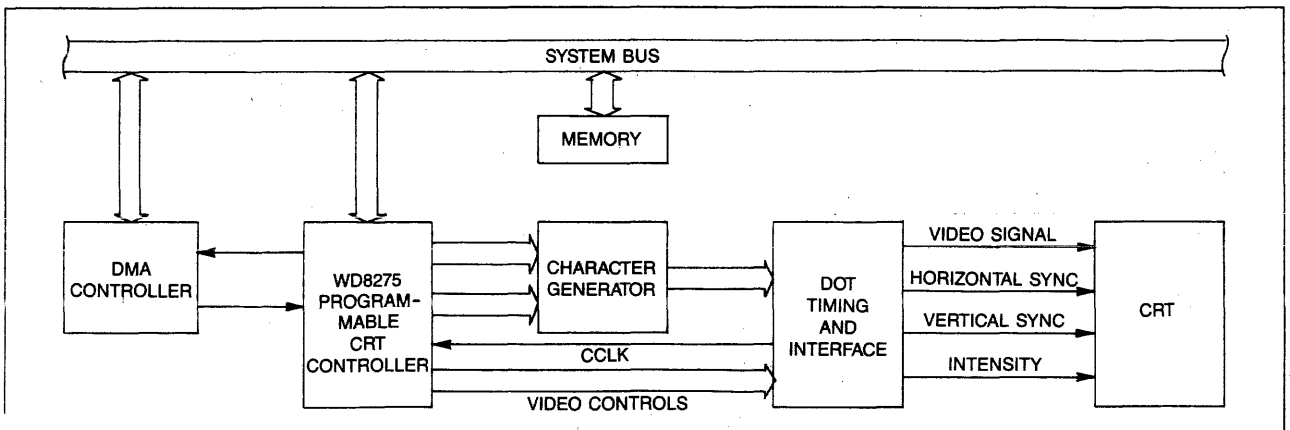 SYSTEM BUS
MEMORY
DMA
CONTROLLER
WD8275
PROGRAM-
MABLE
CRT
CONTROLLER
CHARACTER
GENERATOR
CCLK
VIDEO CONTROLS
DOT
TIMING
AND
INTERFACE
VIDEO SIGNAL
HORIZONTAL SYNC
VERTICAL SYNC
INTENSITY
CRT